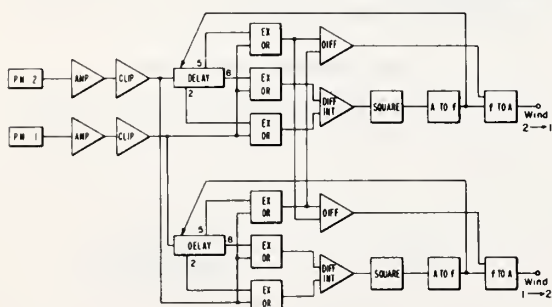 PM 2
AMP
CLIP
DELAY
5
8
2
EX OR
EX OR
EX OR
DIFF
DIFF INT
SQUARE
A TO f
f TO A
Wind
2→1
PM 1
AMP
CLIP
DELAY
5
8
2
EX OR
EX OR
EX OR
DIFF
DIFF INT
SQUARE
A TO f
f TO A
Wind
1→2